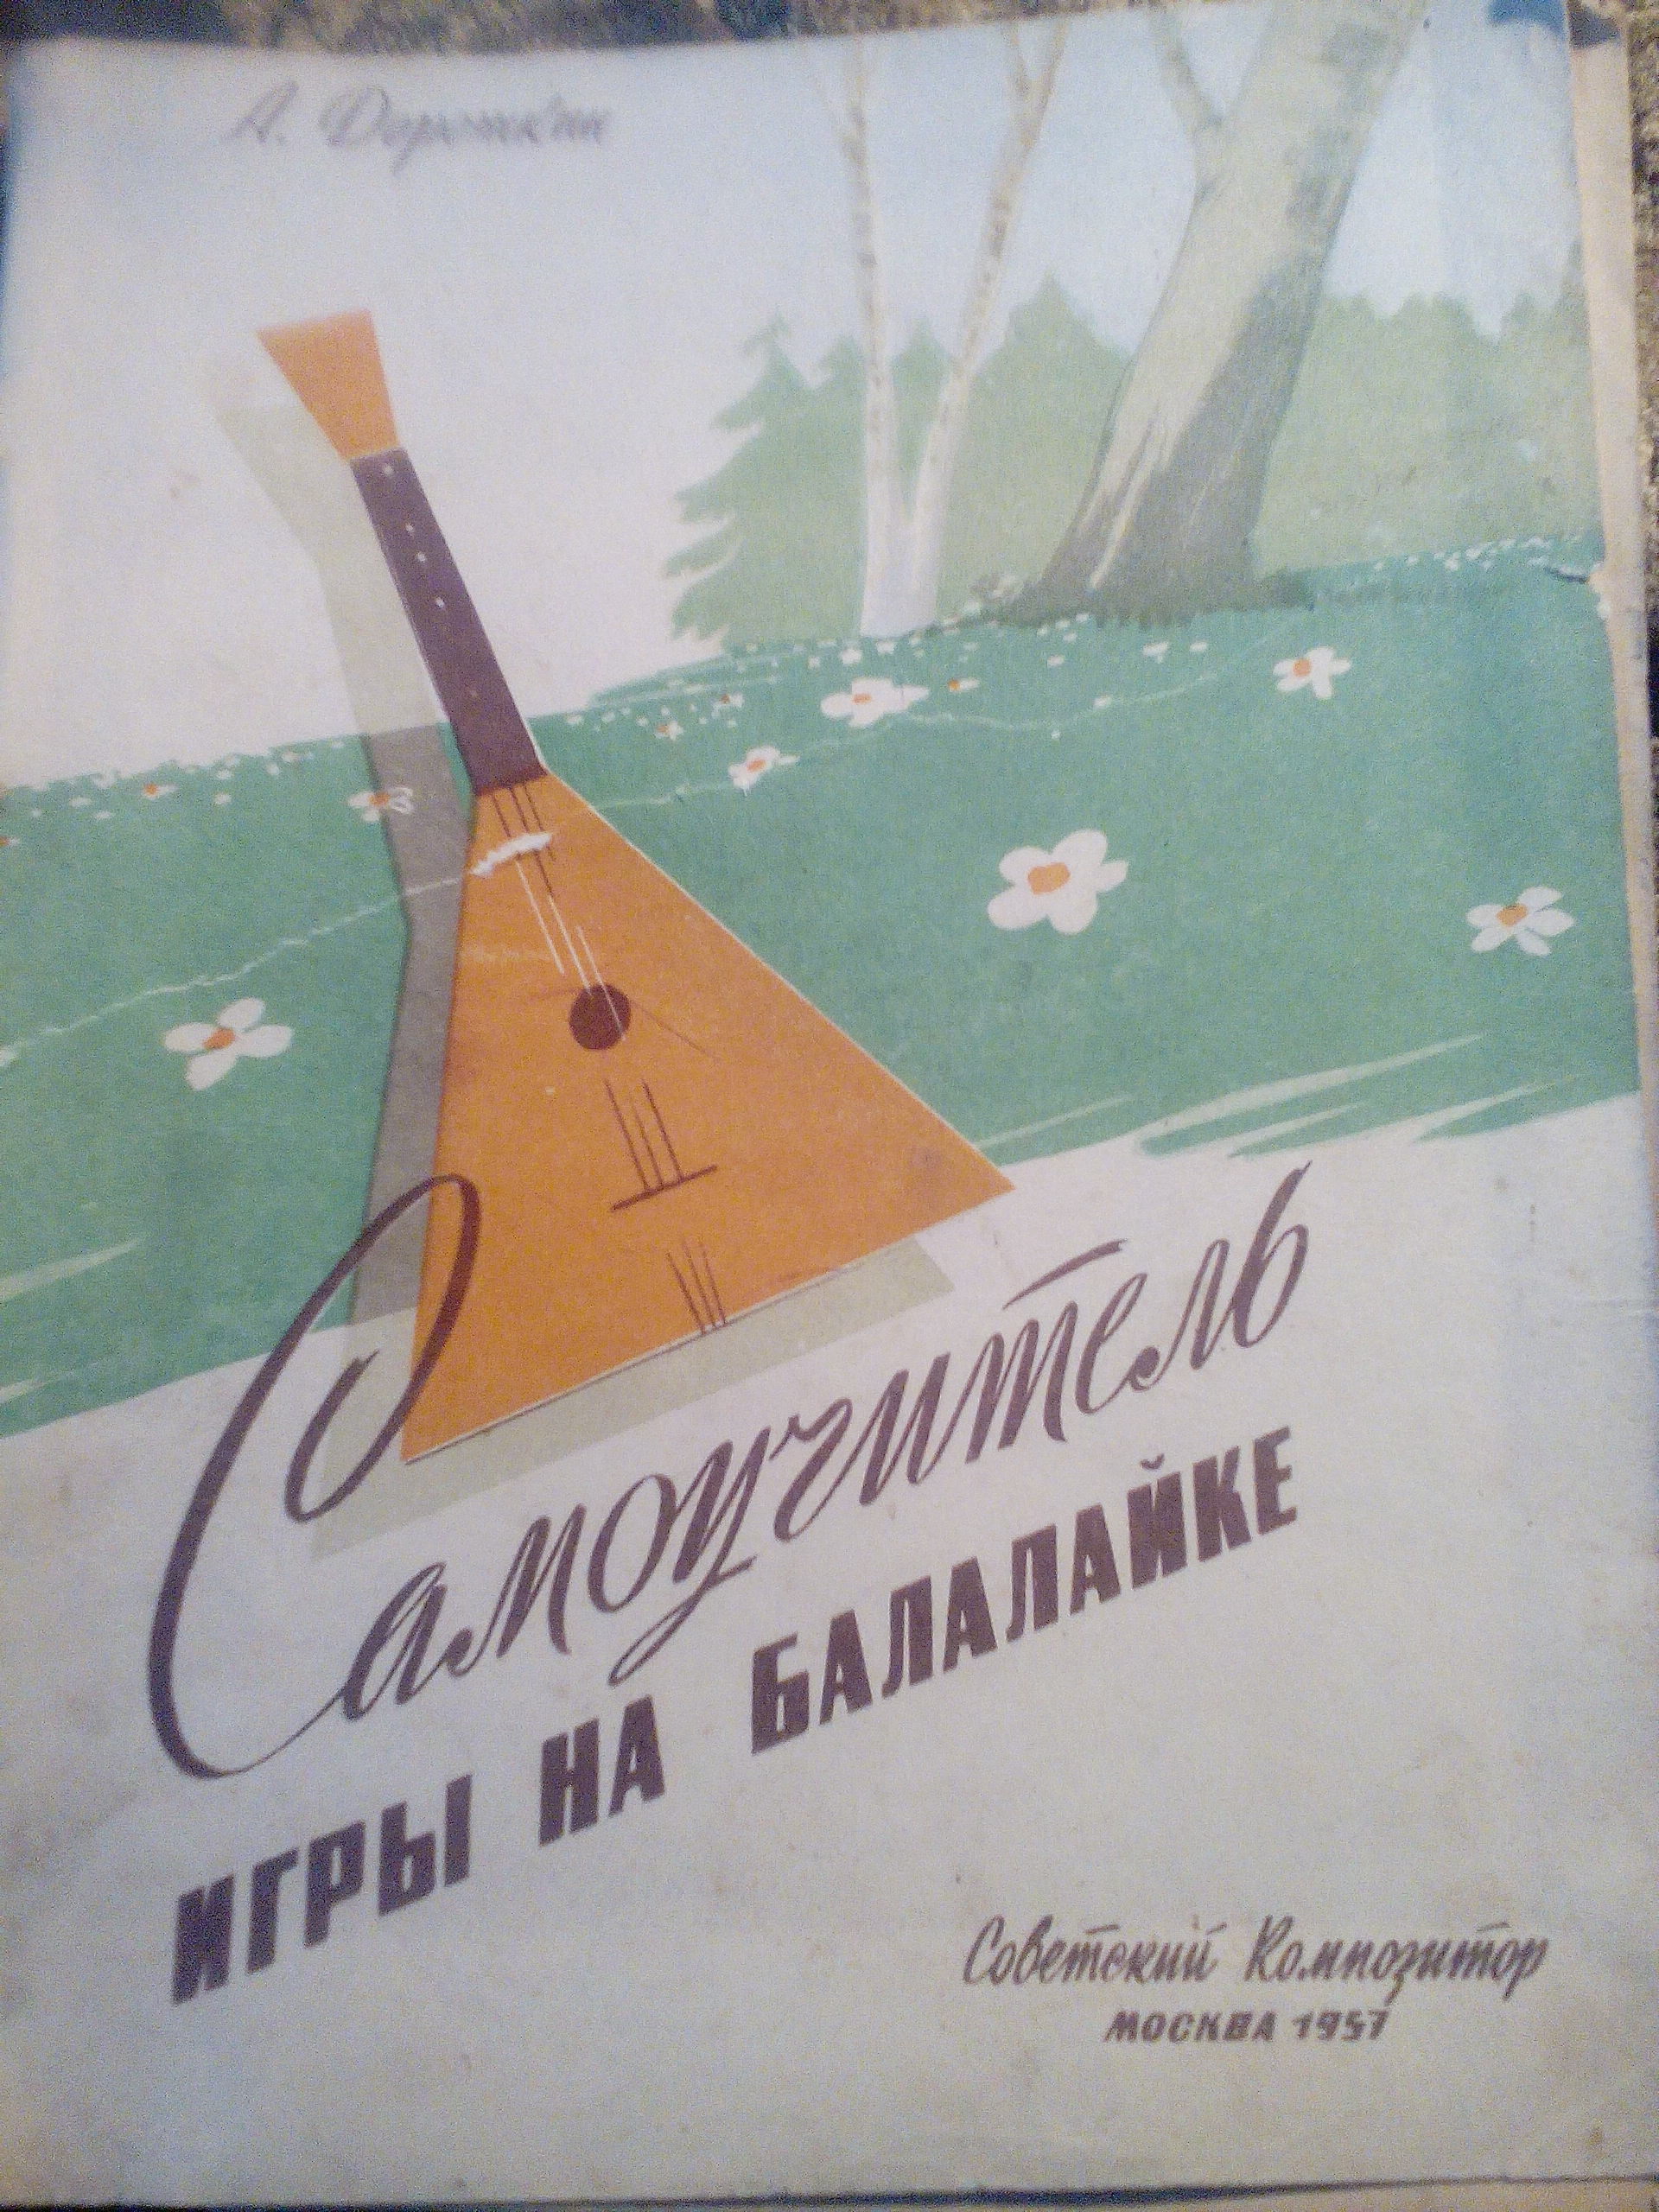 А. Дорожкин
Самоучитель
ИГРЫ НА БАЛАЛАЙКЕ
Советский Композитор
МОСКВА 1957